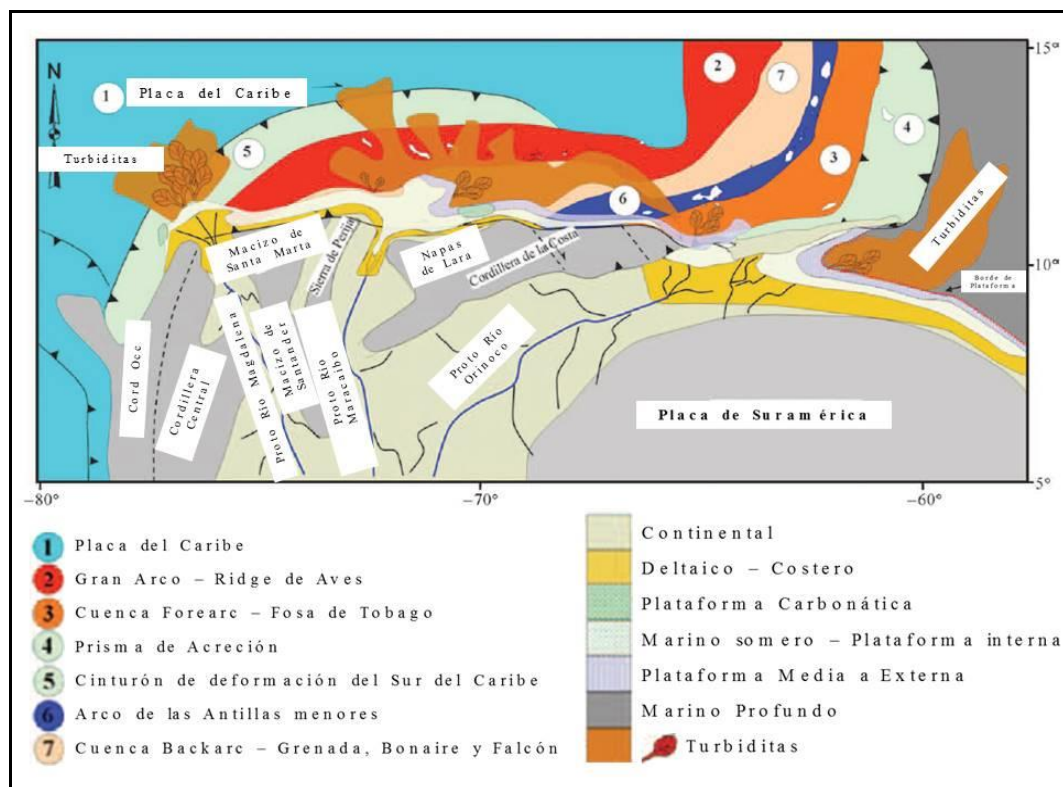 N
15°
1
Placa del Caribe
2
7
4
5
3
Turbiditas
6
Turbiditas
Macizo de
Santa Marta
Sierra de Perijá
Napas
de Lara
Cordillera de la Costa
10°
Borde de
Plataforma
Cord Occ
Cordillera
Central
Proto Río Magdalena
Macizo de
Santander
Proto Río
Maracaibo
Proto Río
Orinoco
Placa de Suramérica
5°
−80°
−70°
−60°
1 Placa del Caribe
2 Gran Arco – Ridge de Aves
3 Cuenca Forearc – Fosa de Tobago
4 Prisma de Acreción
5 Cinturón de deformación del Sur del Caribe
6 Arco de las Antillas menores
7 Cuenca Backarc – Grenada, Bonaire y Falcón
Continental
Deltaico – Costero
Plataforma Carbonática
Marino somero – Plataforma interna
Plataforma Media a Externa
Marino Profundo
Turbiditas